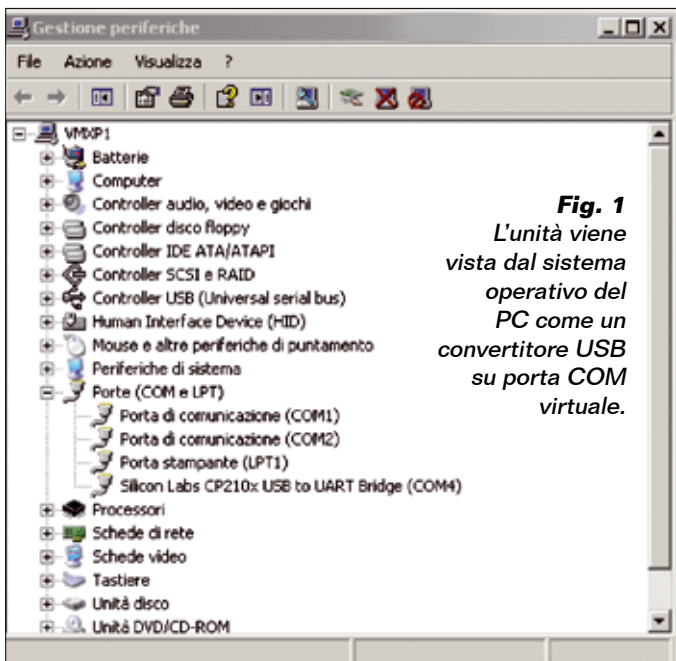 Gestione periferiche
File Azione Visualizza ?
VMXP1
Batterie
Computer
Controller audio, video e giochi
Controller disco floppy
Controller IDE ATA/ATAPI
Controller SCSI e RAID
Controller USB (Universal serial bus)
Human Interface Device (HID)
Mouse e altre periferiche di puntamento
Periferiche di sistema
Porte (COM e LPT)
Porta di comunicazione (COM1)
Porta di comunicazione (COM2)
Porta stampante (LPT1)
Silicon Labs CP210x USB to UART Bridge (COM4)
Processori
Schede di rete
Schede video
Tastiere
Unità disco
Unità DVD/CD-ROM
Fig. 1
L'unità viene
vista dal sistema
operativo del
PC come un
convertitore USB
su porta COM
virtuale.